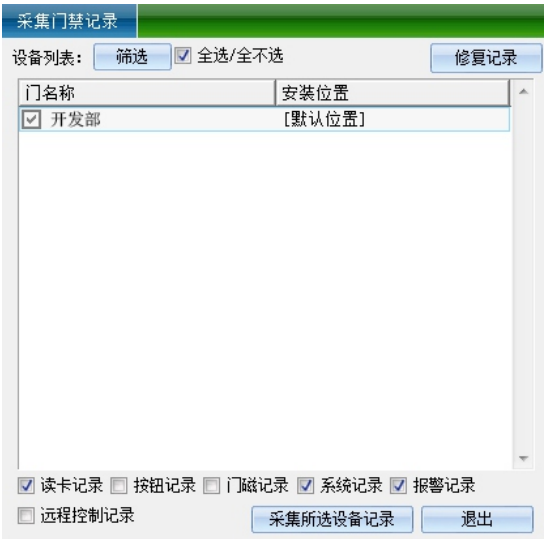 采集门禁记录
设备列表： 筛选 全选/全不选 修复记录
门名称 安装位置
开发部 [默认位置]
读卡记录 按钮记录 门磁记录 系统记录 报警记录
远程控制记录 采集所选设备记录 退出